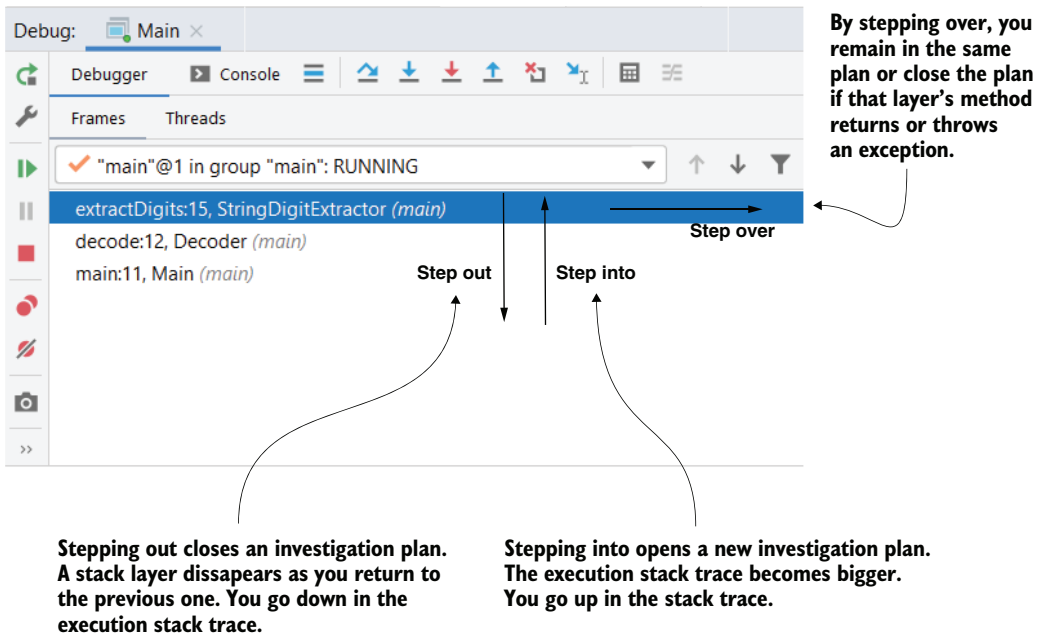 Debug: Main
Debugger Console
Frames Threads
"main"@1 in group "main": RUNNING
extractDigits:15, StringDigitExtractor (main)
decode:12, Decoder (main)
main:11, Main (main)
>>
Step over
Step out
Step into
By stepping over, you
remain in the same
plan or close the plan
if that layer's method
returns or throws
an exception.
Stepping out closes an investigation plan.
A stack layer dissapears as you return to
the previous one. You go down in the
execution stack trace.
Stepping into opens a new investigation plan.
The execution stack trace becomes bigger.
You go up in the stack trace.